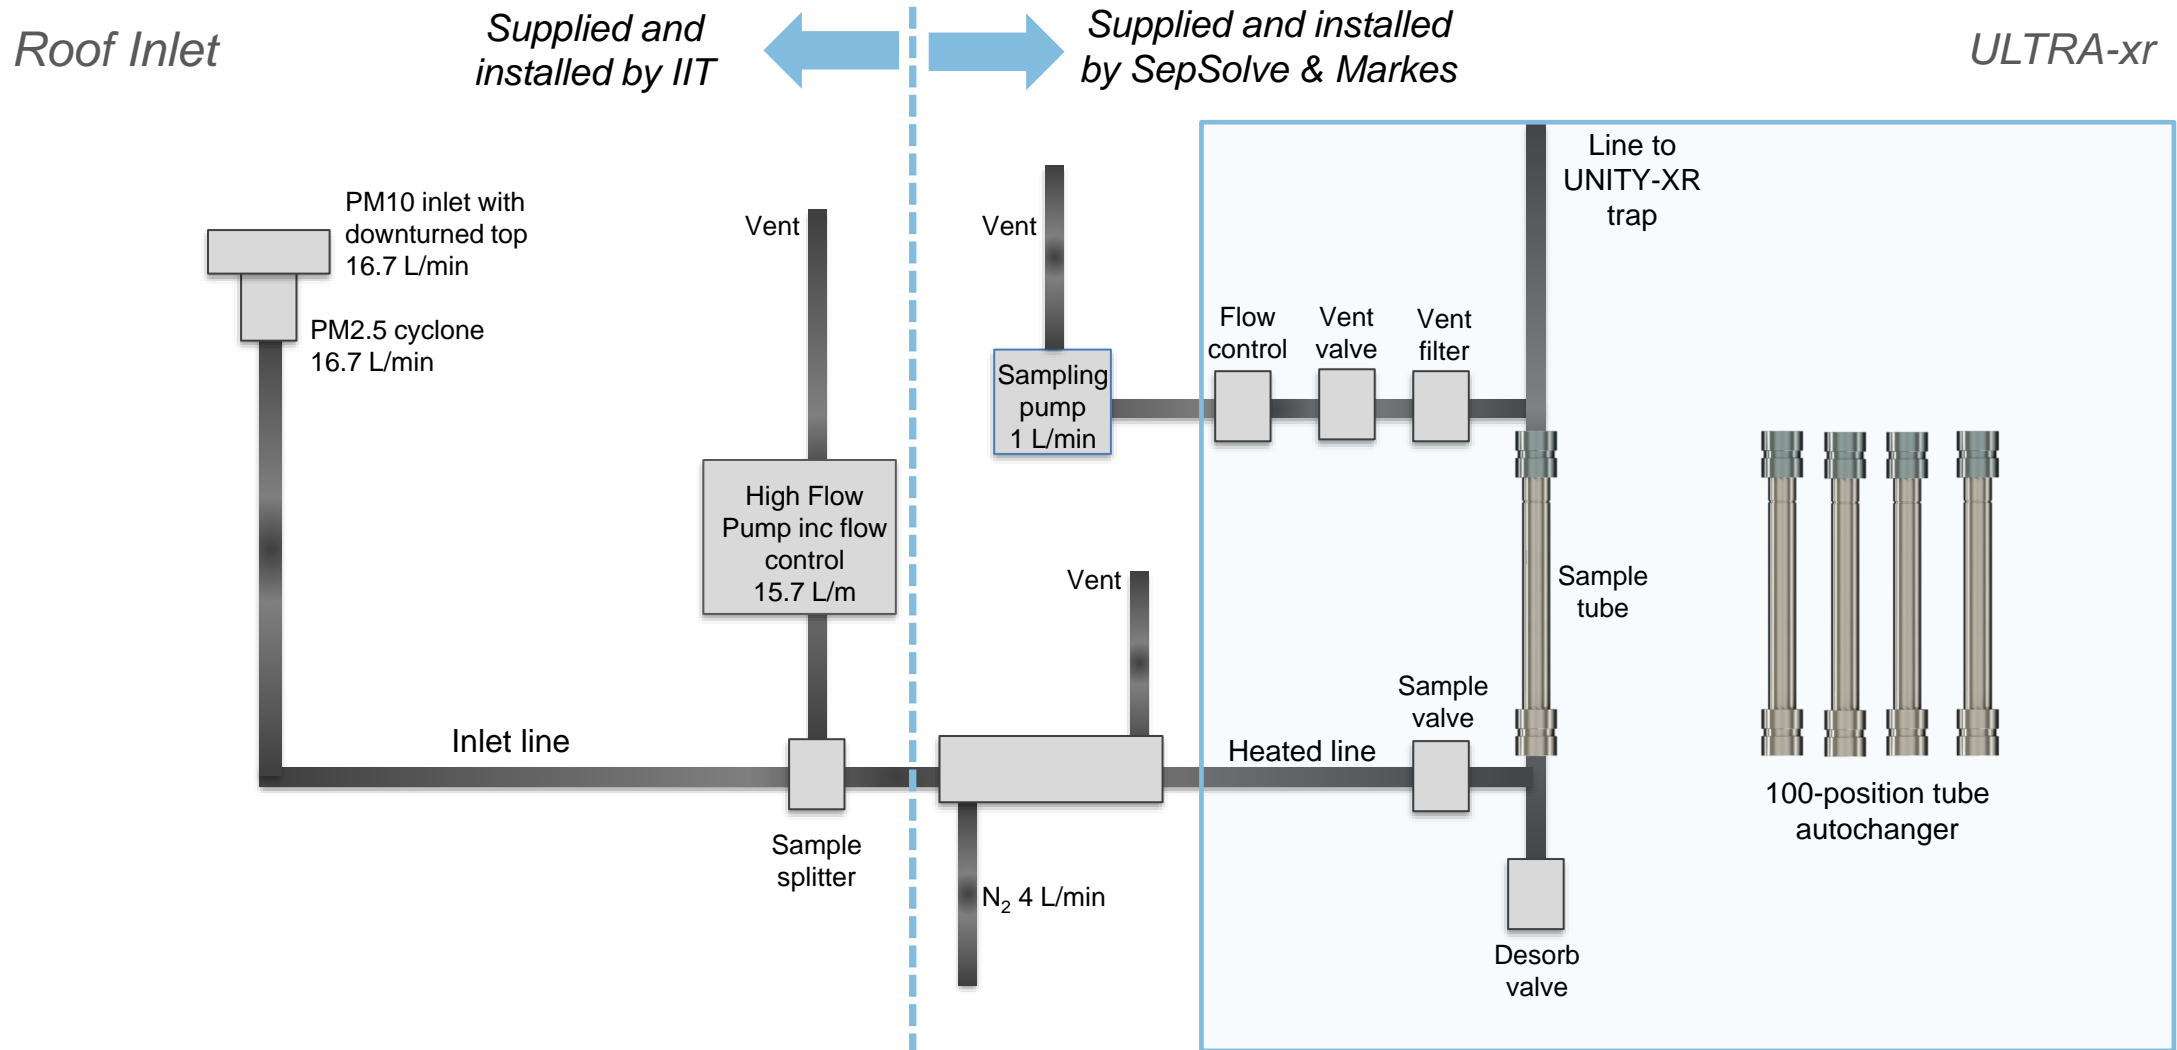 Roof Inlet
Supplied and
installed by IIT
Supplied and installed
by SepSolve & Markes
ULTRA-xr
PM10 inlet with
downturned top
16.7 L/min
PM2.5 cyclone
16.7 L/min
Vent
High Flow
Pump inc flow
control
15.7 L/m
Inlet line
Sample
splitter
Vent
Sampling
pump
1 L/min
Flow
control
Vent
valve
Vent
filter
Line to
UNITY-XR
trap
Vent
N₂ 4 L/min
Heated line
Sample
valve
Sample
tube
Desorb
valve
100-position tube
autochanger